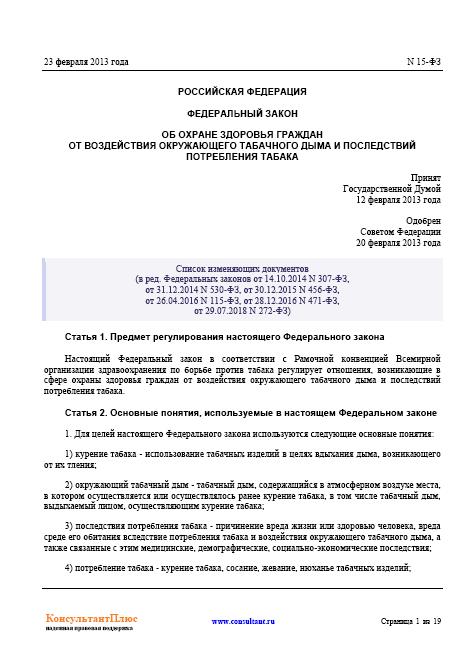 23 февраля 2013 года N 15-ФЗ
РОССИЙСКАЯ ФЕДЕРАЦИЯ
ФЕДЕРАЛЬНЫЙ ЗАКОН
ОБ ОХРАНЕ ЗДОРОВЬЯ ГРАЖДАН
ОТ ВОЗДЕЙСТВИЯ ОКРУЖАЮЩЕГО ТАБАЧНОГО ДЫМА И ПОСЛЕДСТВИЙ
ПОТРЕБЛЕНИЯ ТАБАКА
Принят
Государственной Думой
12 февраля 2013 года
Одобрен
Советом Федерации
20 февраля 2013 года
Список изменяющих документов
(в ред. Федеральных законов от 14.10.2014 N 307-ФЗ,
от 31.12.2014 N 530-ФЗ, от 30.12.2015 N 456-ФЗ,
от 26.04.2016 N 115-ФЗ, от 28.12.2016 N 471-ФЗ,
от 29.07.2018 N 272-ФЗ)
Статья 1. Предмет регулирования настоящего Федерального закона
Настоящий Федеральный закон в соответствии с Рамочной конвенцией Всемирной
организации здравоохранения по борьбе против табака регулирует отношения, возникающие в
сфере охраны здоровья граждан от воздействия окружающего табачного дыма и последствий
потребления табака.
Статья 2. Основные понятия, используемые в настоящем Федеральном законе
1. Для целей настоящего Федерального закона используются следующие основные понятия:
1) курение табака - использование табачных изделий в целях вдыхания дыма, возникающего
от их тления;
2) окружающий табачный дым - табачный дым, содержащийся в атмосферном воздухе места,
в котором осуществляется или осуществлялось ранее курение табака, в том числе табачный дым,
выдыхаемый лицом, осуществляющим курение табака;
3) последствия потребления табака - причинение вреда жизни или здоровью человека, вреда
среде его обитания вследствие потребления табака и воздействия окружающего табачного дыма, а
также связанные с этим медицинские, демографические, социально-экономические последствия;
4) потребление табака - курение табака, сосание, жевание, нюханье табачных изделий;
КонсультантПлюс www.consultant.ru Страница 1 из 19
надежная правовая поддержка